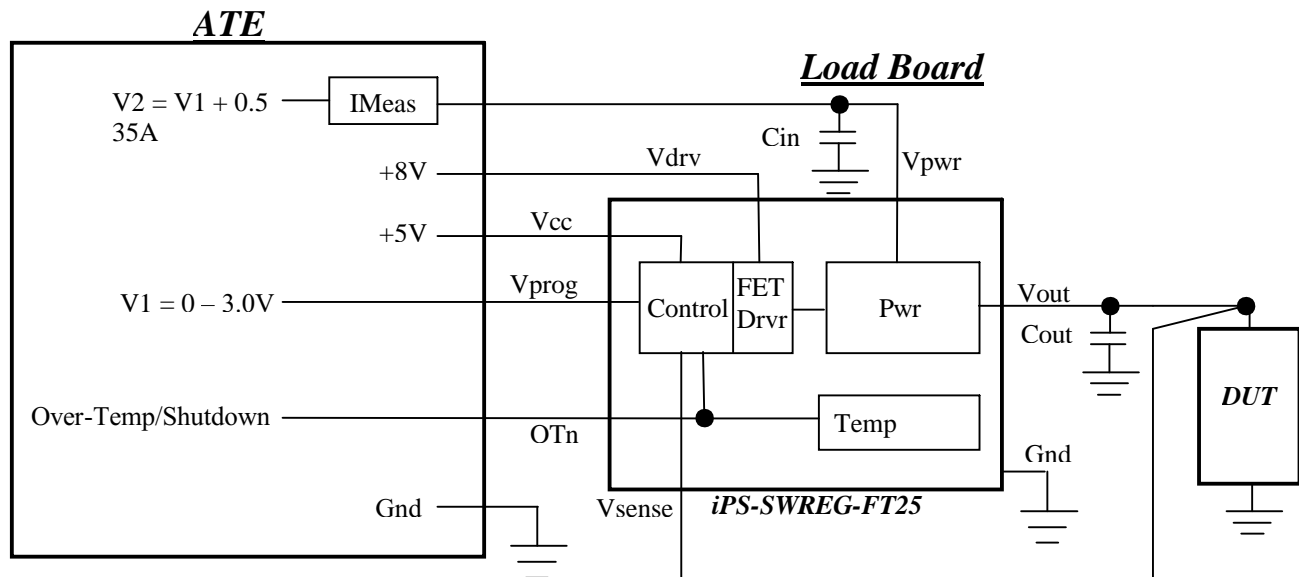 ATE
Load Board
V2 = V1 + 0.5
35A
IMeas
Cin
Vpwr
+8V
Vdrv
+5V
Vcc
V1 = 0 – 3.0V
Vprog
Control
FET
Drvr
Pwr
Vout
Cout
DUT
Over-Temp/Shutdown
OTn
Temp
Gnd
Gnd
Vsense
iPS-SWREG-FT25